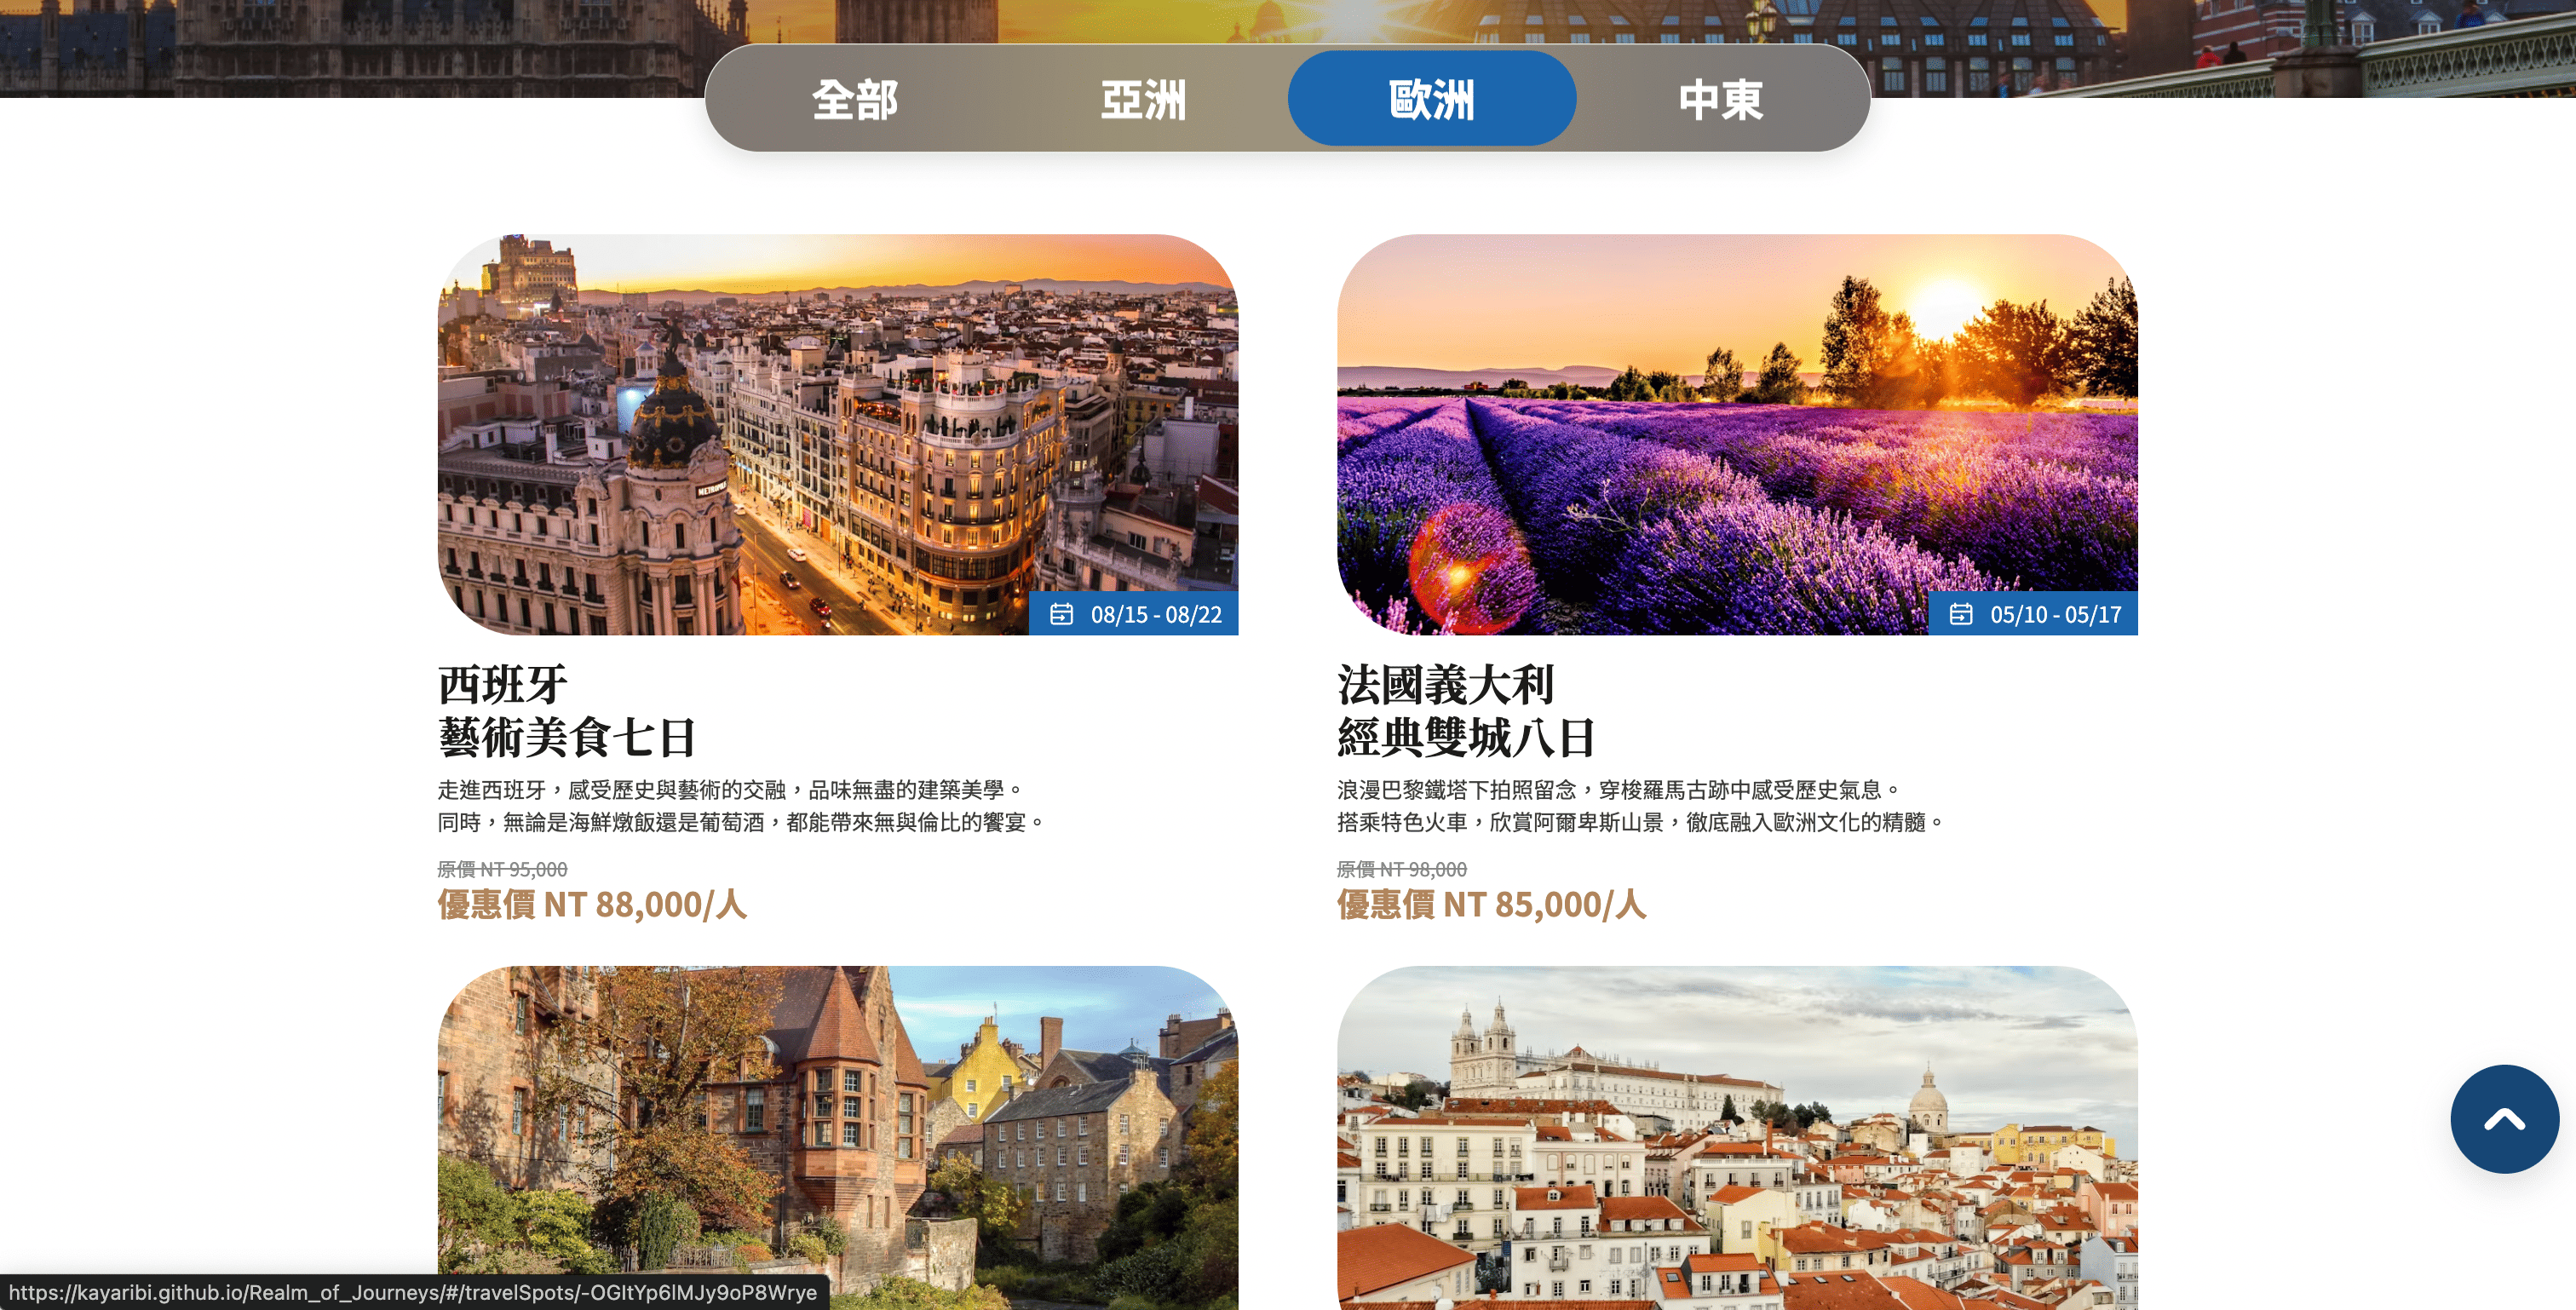 全部
亞洲
歐洲
中東
METROPOLIS
08/15 - 08/22
05/10 - 05/17
西班牙
藝術美食七日
走進西班牙，感受歷史與藝術的交融，品味無盡的建築美學。
同時，無論是海鮮燉飯還是葡萄酒，都能帶來無與倫比的饗宴。
原價 NT 95,000
優惠價 NT 88,000/人
法國義大利
經典雙城八日
浪漫巴黎鐵塔下拍照留念，穿梭羅馬古跡中感受歷史氣息。
搭乘特色火車，欣賞阿爾卑斯山景，徹底融入歐洲文化的精髓。
原價 NT 98,000
優惠價 NT 85,000/人
https://kayaribi.github.io/Realm_of_Journeys/#/travelSpots/-OGItYp6lMJy9oP8Wrye